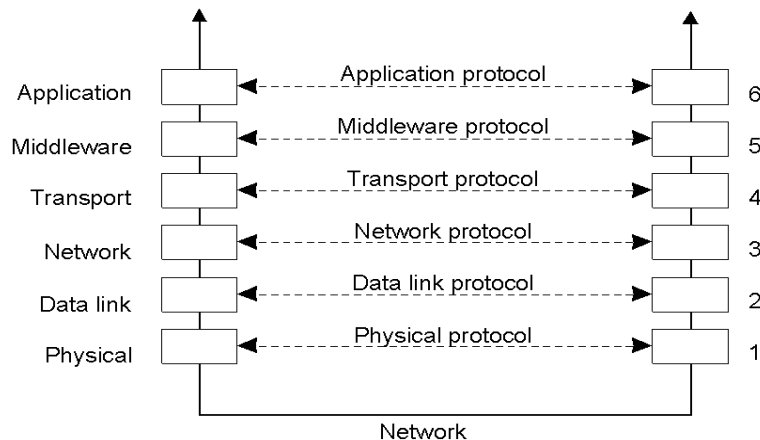 Application protocol
Application
6
Middleware protocol
Middleware
5
Transport protocol
Transport
4
Network protocol
Network
3
Data link protocol
Data link
2
Physical protocol
Physical
1
Network